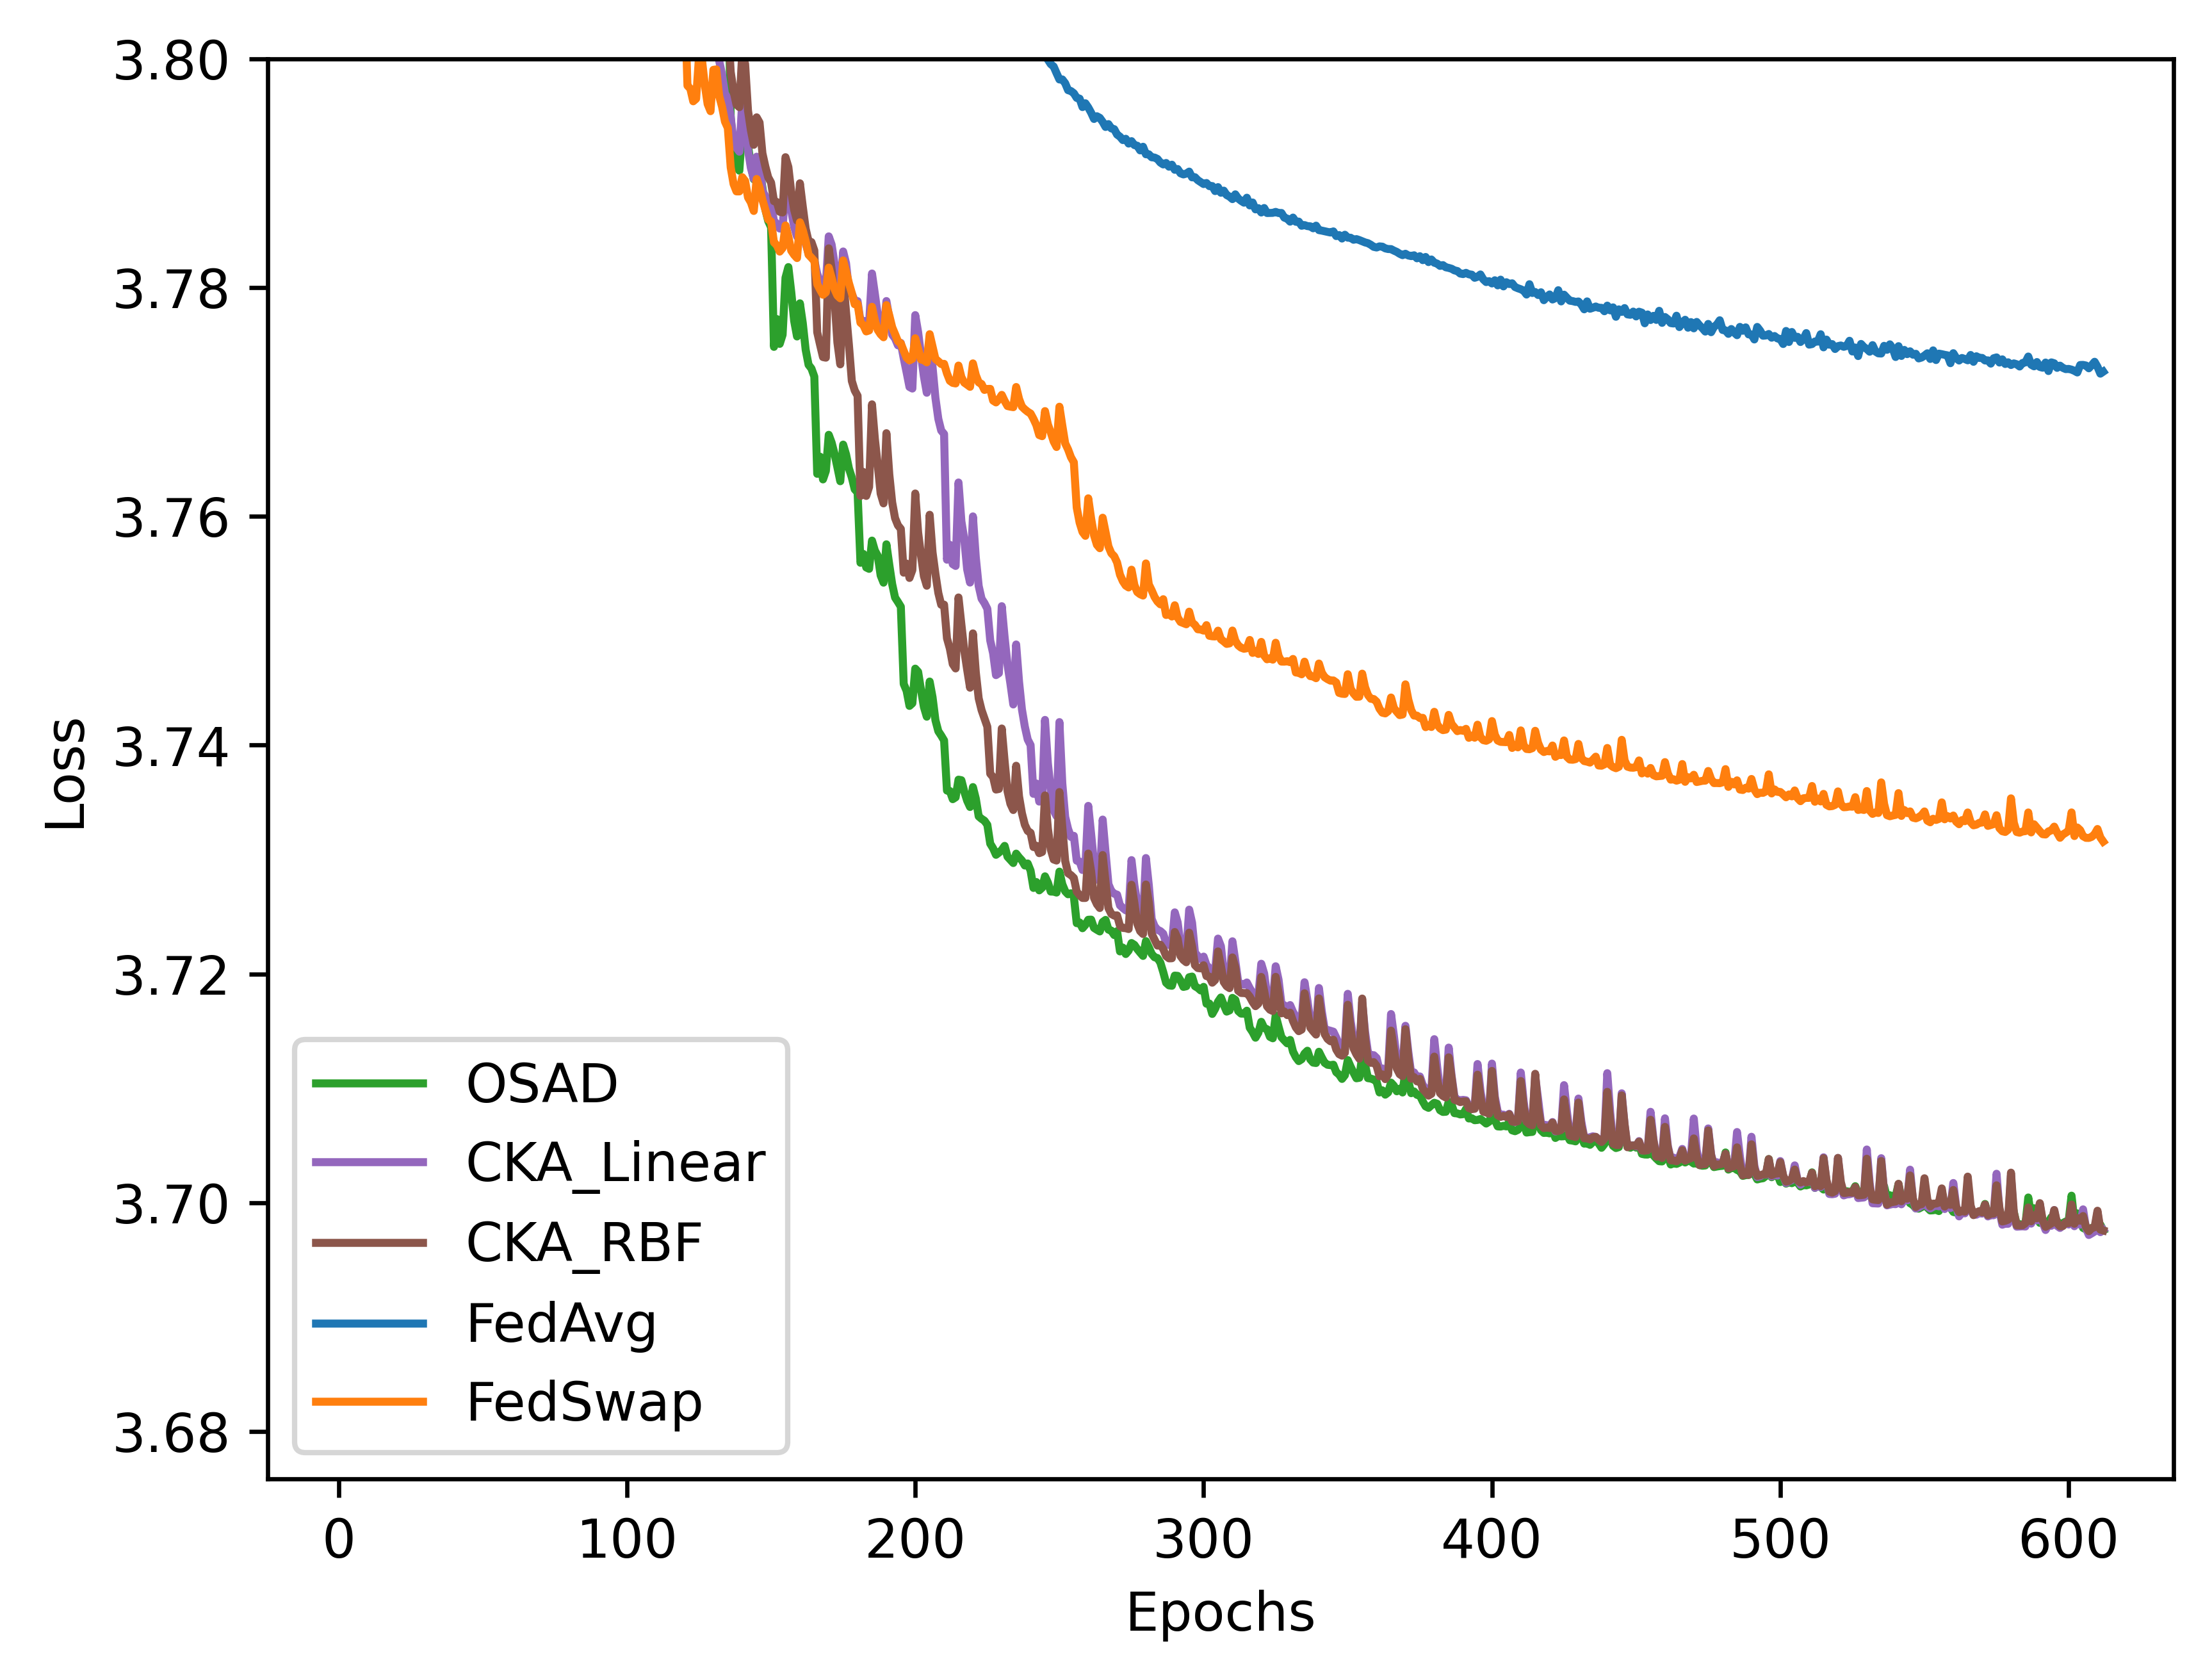 3.80
3.78
3.76
3.74
3.72
3.70
3.68
Loss
OSAD
CKA_Linear
CKA_RBF
FedAvg
FedSwap
0 100 200 300 400 500 600
Epochs